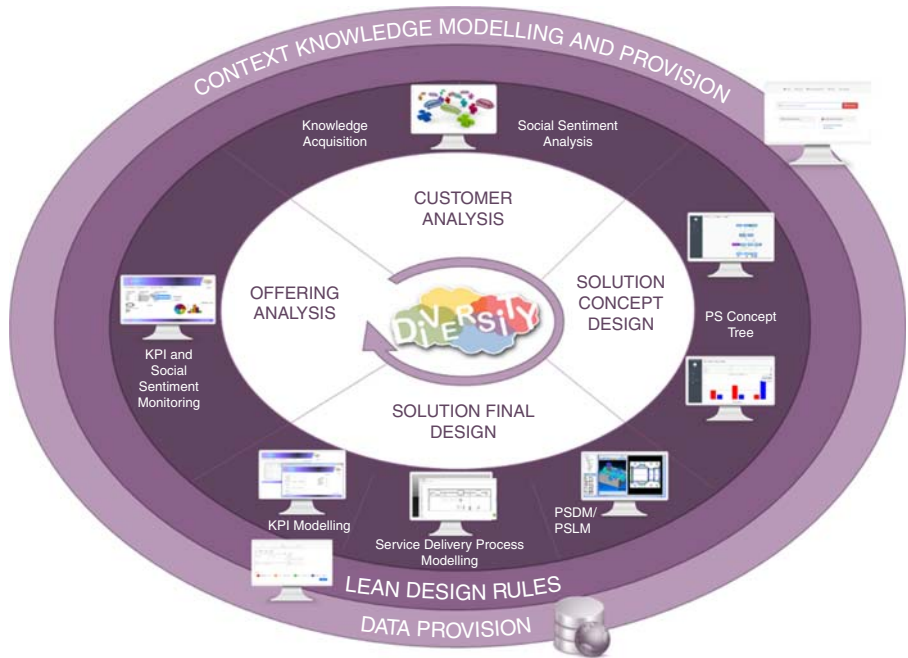 CONTEXT KNOWLEDGE MODELLING AND PROVISION
Knowledge
Acquisition
Social Sentiment
Analysis
CUSTOMER
ANALYSIS
OFFERING
ANALYSIS
DiVERSiTY
SOLUTION
CONCEPT
DESIGN
PS Concept
Tree
KPI and
Social
Sentiment
Monitoring
SOLUTION FINAL
DESIGN
KPI Modelling
Service Delivery Process
Modelling
PSDM/
PSLM
LEAN DESIGN RULES
DATA PROVISION